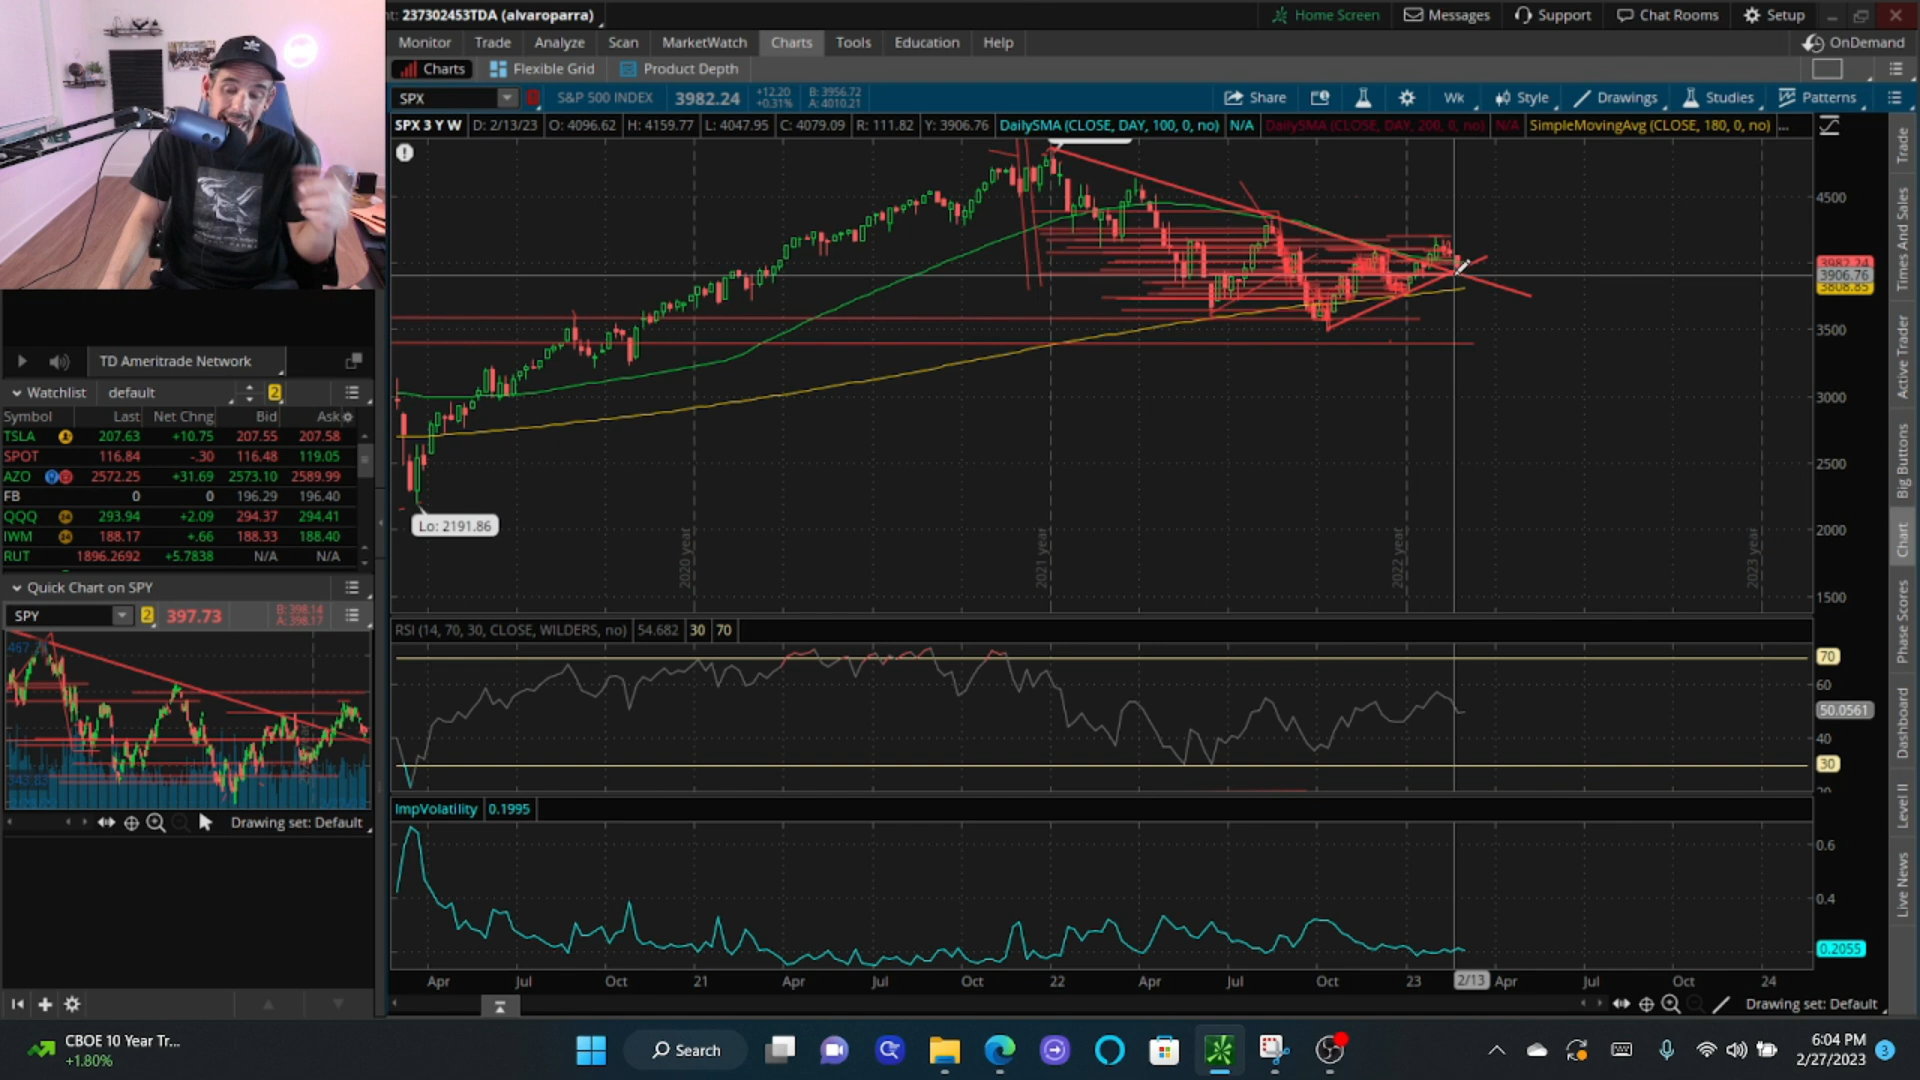 nt: 237302453TDA (alvaroparra)
Home Screen Messages Support Chat Rooms Setup
Monitor Trade Analyze Scan MarketWatch Charts Tools Education Help OnDemand
Charts Flexible Grid Product Depth
SPX S&P 500 INDEX 3982.24 +12.20 +0.31% B: 3956.72 A: 4010.21 Share Wk Style Drawings Studies Patterns
SPX 3 Y W D: 2/13/23 O: 4096.62 H: 4159.77 L: 4047.95 C: 4079.09 R: 111.82 Y: 3906.76 DailySMA (CLOSE, DAY, 100, 0, no) N/A DailySMA (CLOSE, DAY, 200, 0, no) N/A SimpleMovingAvg (CLOSE, 180, 0, no) ...
4500
3982.24
3906.76
3808.85
3500
3000
2500
2000
1500
Lo: 2191.86
2020 year
2021 year
2022 year
2023 year
RSI (14, 70, 30, CLOSE, WILDERS, no) 54.682 30 70
70
60
50.0561
40
30
20
ImpVolatility 0.1995
0.6
0.4
0.2055
Apr Jul Oct 21 Apr Jul Oct 22 Apr Jul Oct 23 2/13 Apr Jul Oct 24
Drawing set: Default
Trade
Times And Sales
Active Trader
Big Buttons
Chart
Phase Scores
Dashboard
Level II
Live News
TD Ameritrade Network
Watchlist default 2
Symbol Last Net Chng Bid Ask
TSLA 207.63 +10.75 207.55 207.58
SPOT 116.84 -.30 116.48 119.05
AZO 2572.25 +31.69 2573.10 2589.99
FB 0 0 196.29 196.40
QQQ 293.94 +2.09 294.37 294.41
IWM 188.17 +.66 188.33 188.40
RUT 1896.2692 +5.7838 N/A N/A
Quick Chart on SPY
SPY 2 397.73 B: 398.14 A: 398.17
Drawing set: Default
CBOE 10 Year Tr...
+1.80%
Search
6:04 PM
2/27/2023
3